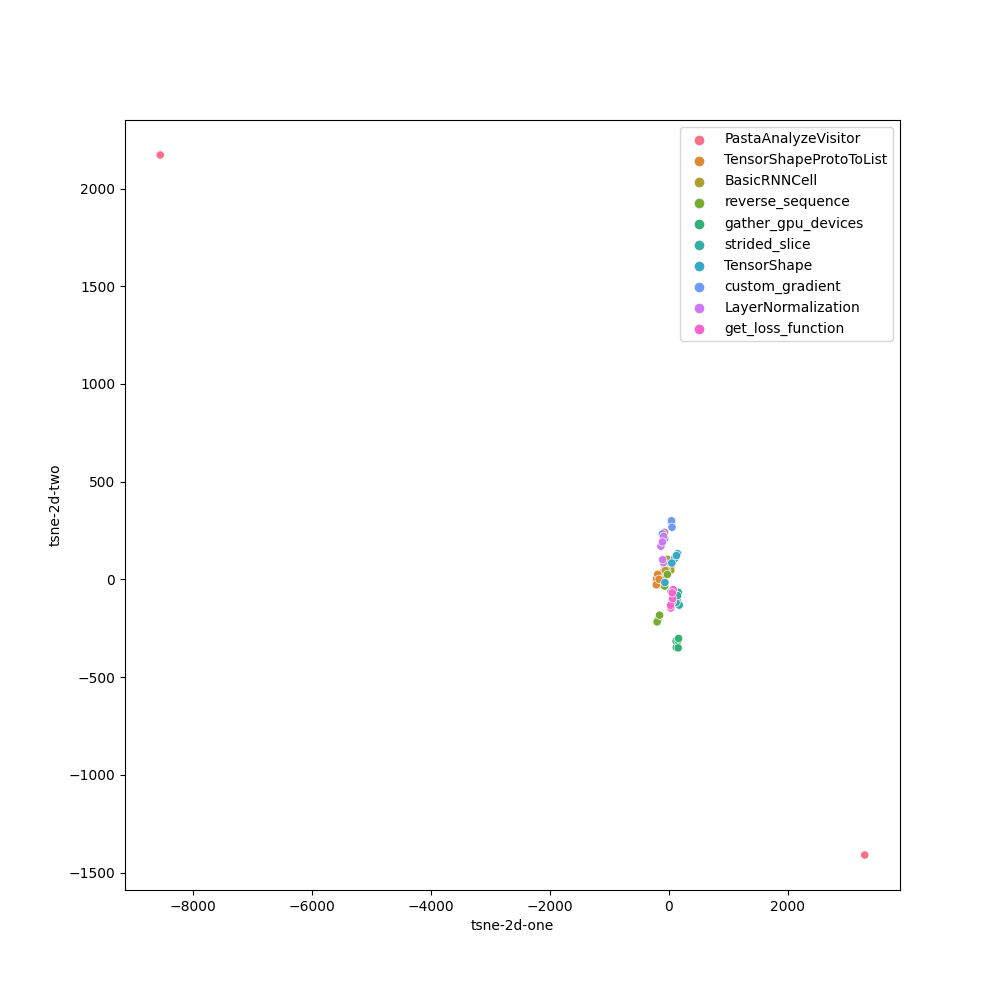 PastaAnalyzeVisitor
TensorShapeProtoToList
BasicRNNCell
reverse_sequence
gather_gpu_devices
strided_slice
TensorShape
custom_gradient
LayerNormalization
get_loss_function
2000
1500
1000
500
0
−500
−1000
−1500
tsne-2d-two
−8000 −6000 −4000 −2000 0 2000
tsne-2d-one